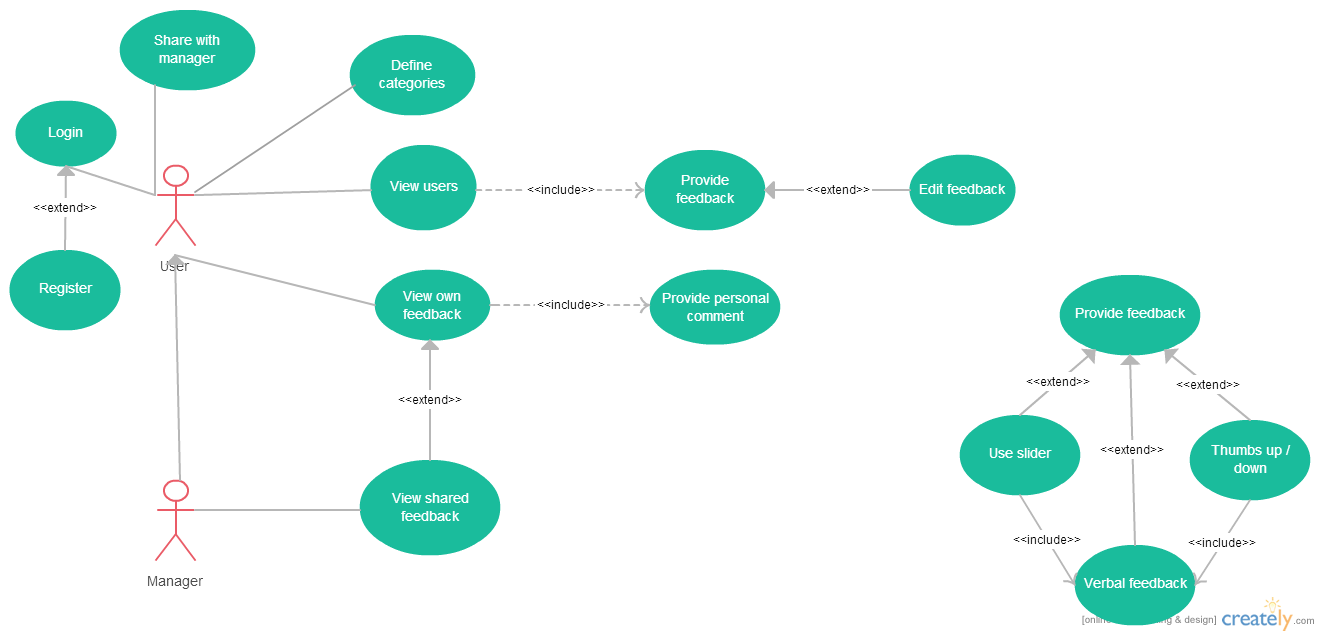 Share with
manager
Define
categories
Login
View users
<<include>>
Provide
feedback
<<extend>>
Edit feedback
<<extend>>
User
Register
View own
feedback
<<include>>
Provide personal
comment
Provide feedback
<<extend>>
<<extend>>
<<extend>>
<<extend>>
Use slider
Thumbs up /
down
View shared
feedback
<<include>>
<<include>>
Manager
Verbal feedback
[online
g & design]
creately.com